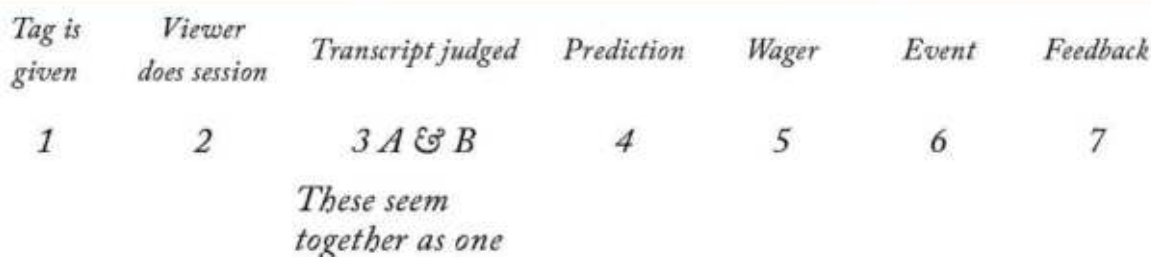 Tag is given
Viewer does session
Transcript judged
Prediction
Wager
Event
Feedback
1 2 3 A & B 4 5 6 7
These seem
together as one